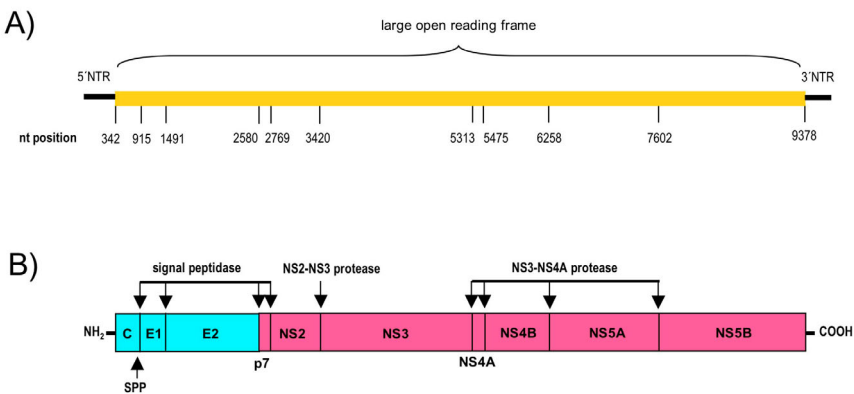 A)
large open reading frame
5´NTR
3´NTR
nt position
342 915 1491 2580 2769 3420 5313 5475 6258 7602 9378
B)
signal peptidase
NS2-NS3 protease
NS3-NS4A protease
NH2
C E1 E2 NS2 NS3 NS4B NS5A NS5B
COOH
p7
NS4A
SPP